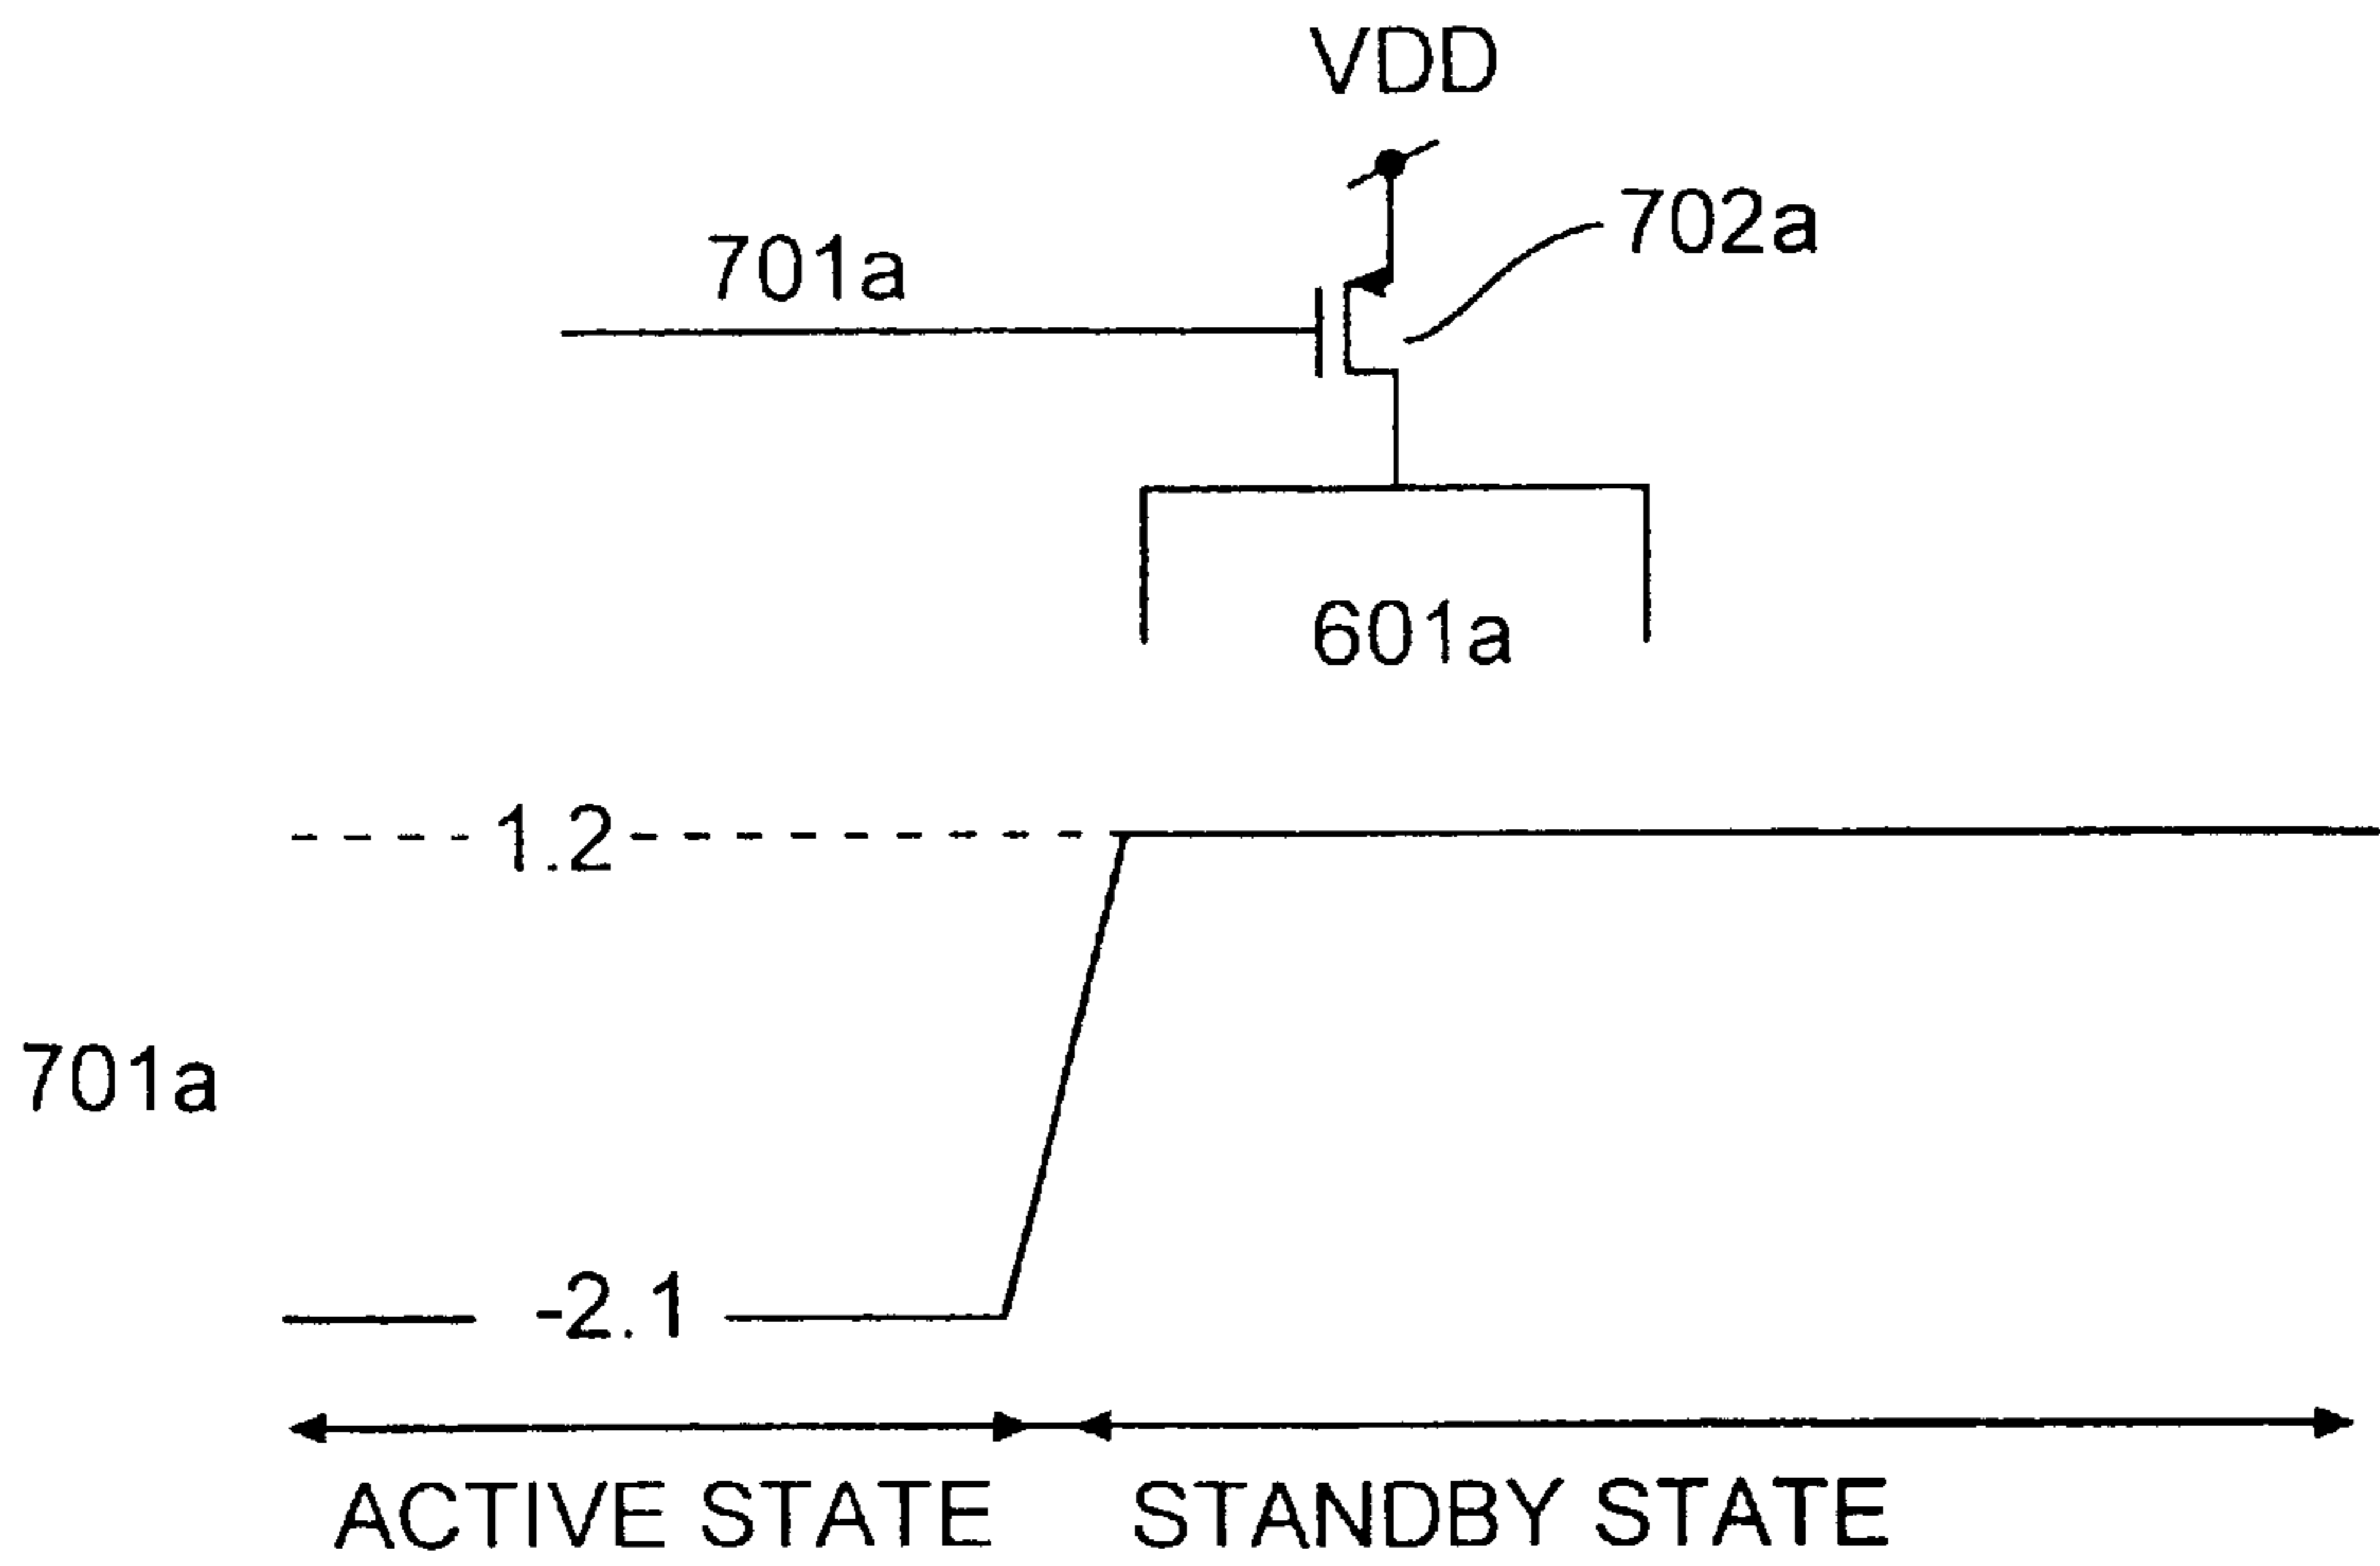 VDD
702a
701a
601a
1.2
701a
-2.1
ACTIVE STATE
STANDBY STATE